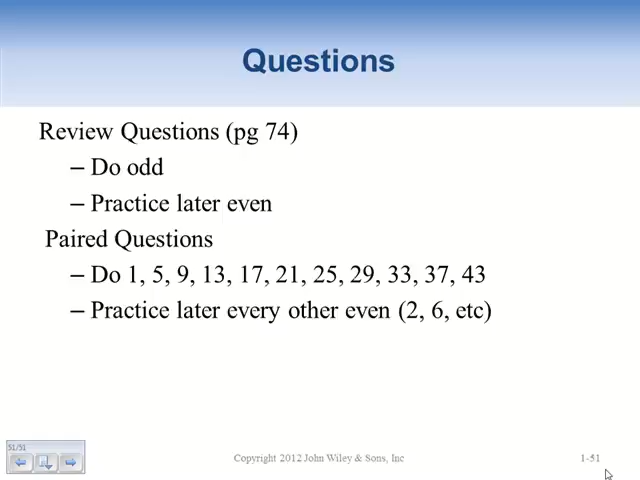 Questions
Review Questions (pg 74)
– Do odd
– Practice later even
Paired Questions
– Do 1, 5, 9, 13, 17, 21, 25, 29, 33, 37, 43
– Practice later every other even (2, 6, etc)
51/51
Copyright 2012 John Wiley & Sons, Inc
1-51